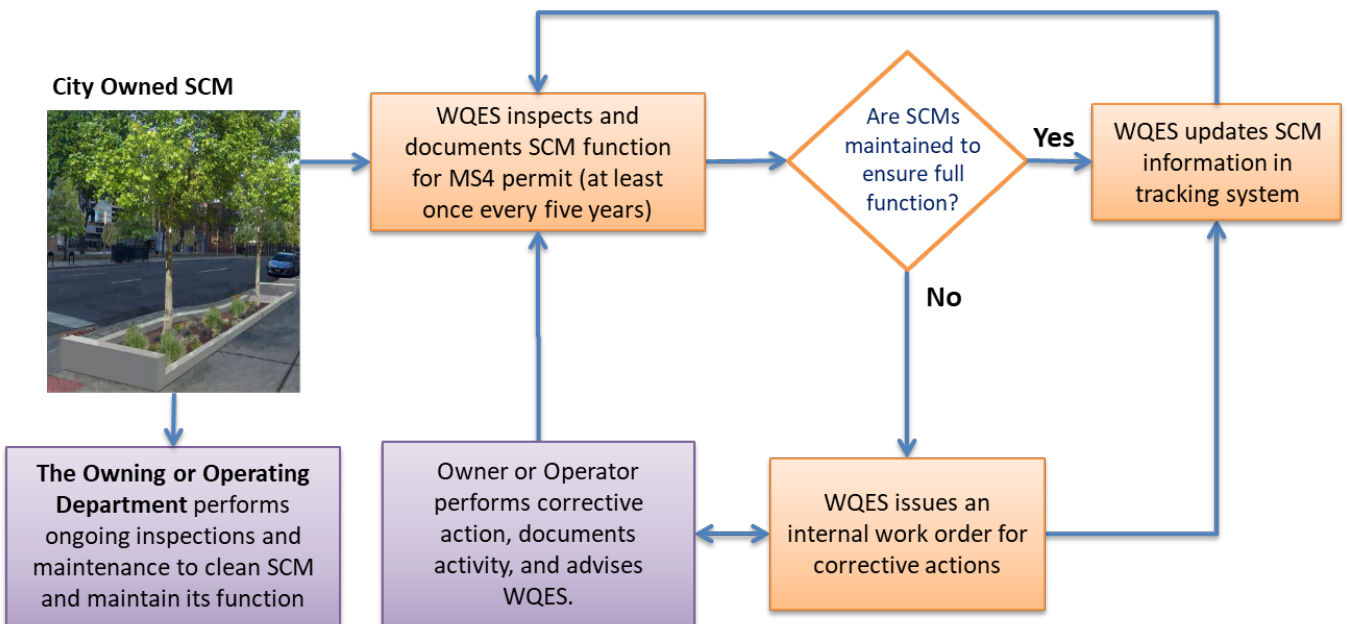 City Owned SCM
WQES inspects and
documents SCM function
for MS4 permit (at least
once every five years)
Are SCMs
maintained to
ensure full
function?
Yes
WQES updates SCM
information in
tracking system
No
The Owning or Operating
Department performs
ongoing inspections and
maintenance to clean SCM
and maintain its function
Owner or Operator
performs corrective
action, documents
activity, and advises
WQES.
WQES issues an
internal work order for
corrective actions